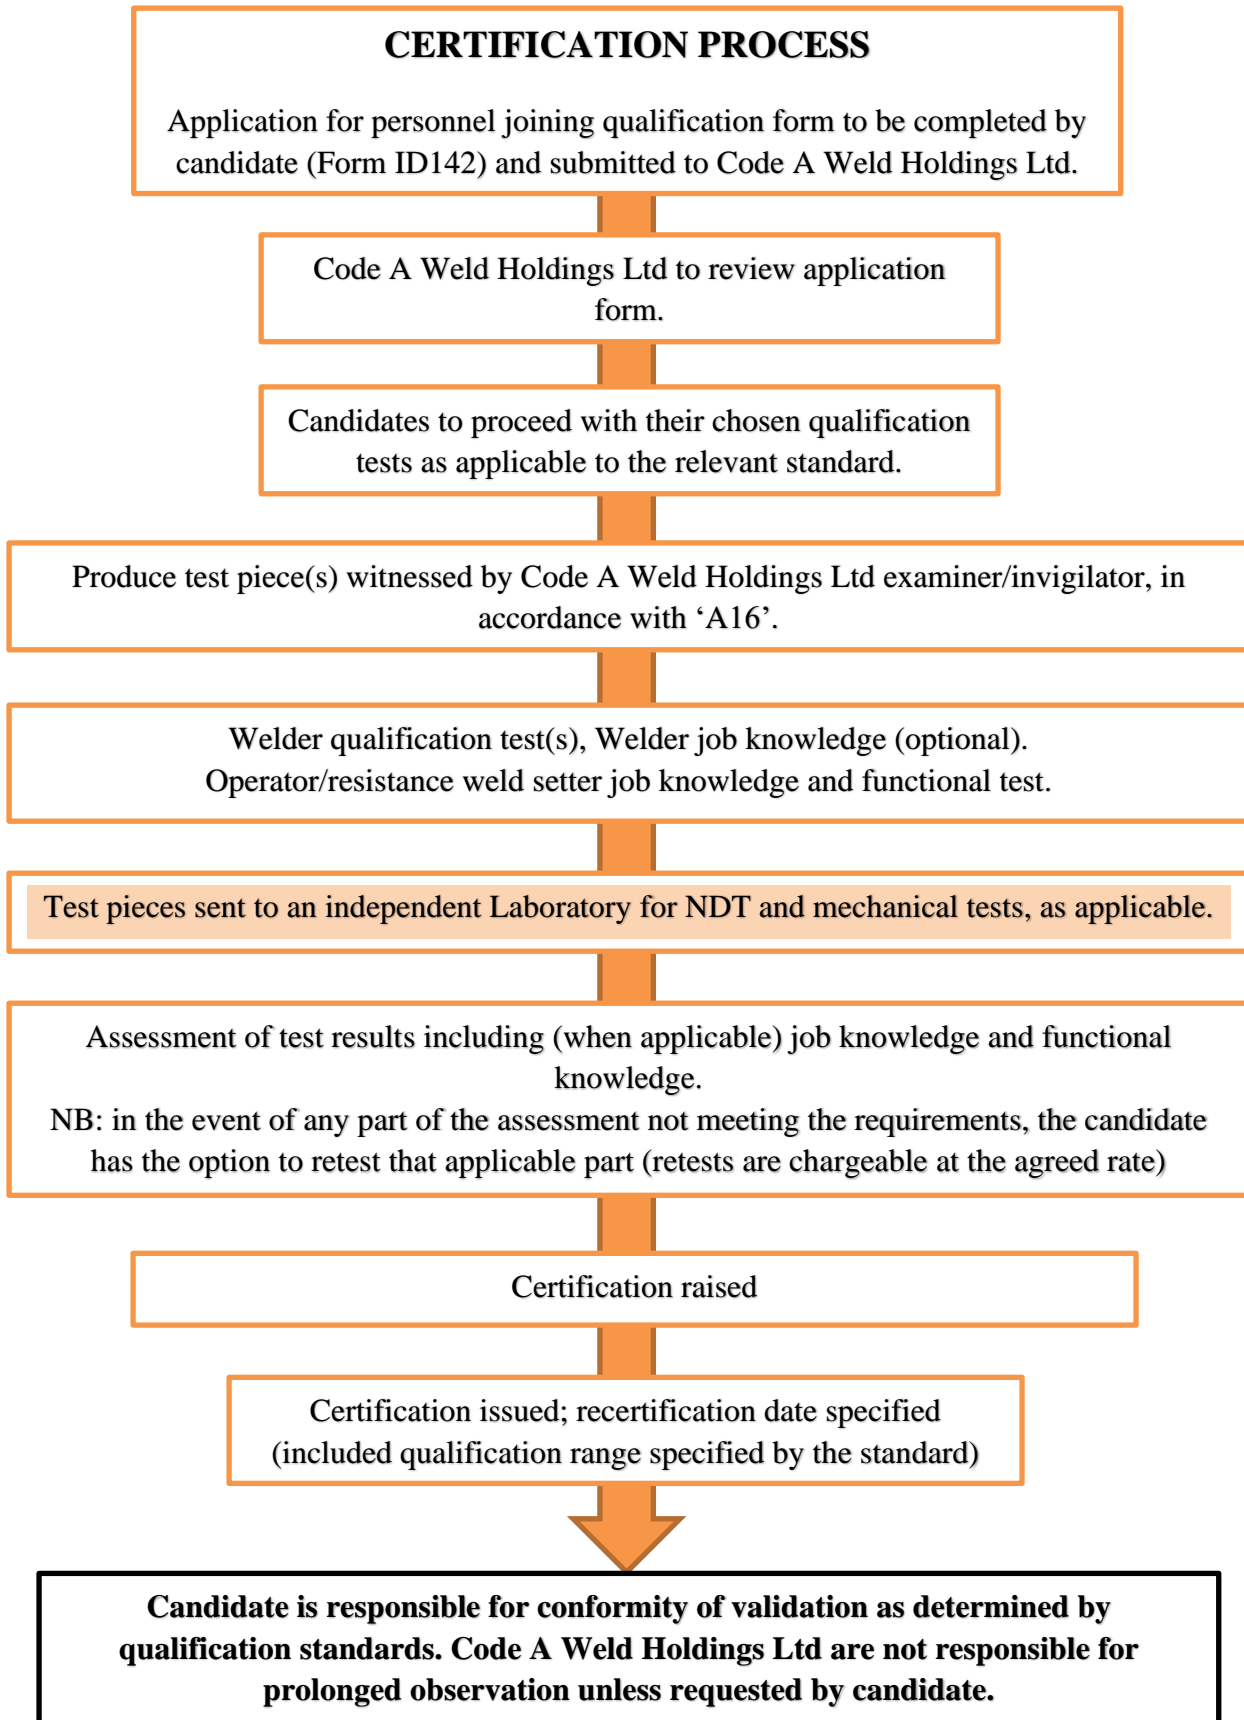 CERTIFICATION PROCESS
Application for personnel joining qualification form to be completed by
candidate (Form ID142) and submitted to Code A Weld Holdings Ltd.
Code A Weld Holdings Ltd to review application
form.
Candidates to proceed with their chosen qualification
tests as applicable to the relevant standard.
Produce test piece(s) witnessed by Code A Weld Holdings Ltd examiner/invigilator, in
accordance with ‘A16’.
Welder qualification test(s), Welder job knowledge (optional).
Operator/resistance weld setter job knowledge and functional test.
Test pieces sent to an independent Laboratory for NDT and mechanical tests, as applicable.
Assessment of test results including (when applicable) job knowledge and functional
knowledge.
NB: in the event of any part of the assessment not meeting the requirements, the candidate
has the option to retest that applicable part (retests are chargeable at the agreed rate)
Certification raised
Certification issued; recertification date specified
(included qualification range specified by the standard)
Candidate is responsible for conformity of validation as determined by
qualification standards. Code A Weld Holdings Ltd are not responsible for
prolonged observation unless requested by candidate.